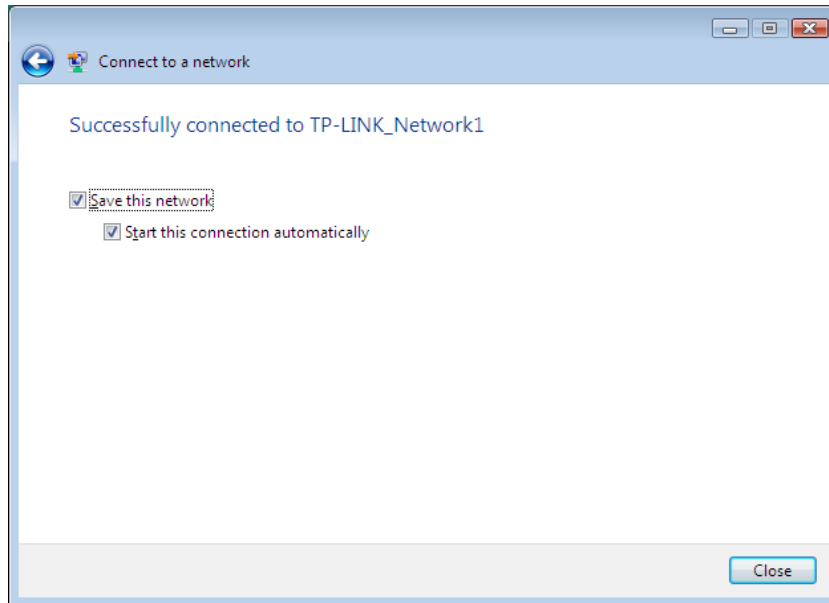 Connect to a network
Successfully connected to TP-LINK_Network1
Save this network
Start this connection automatically
Close